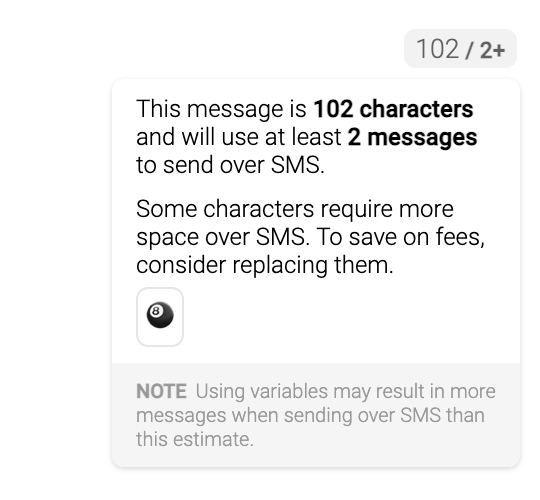 102 / 2+
This message is 102 characters
and will use at least 2 messages
to send over SMS.
Some characters require more
space over SMS. To save on fees,
consider replacing them.
🎱
NOTE Using variables may result in more
messages when sending over SMS than
this estimate.